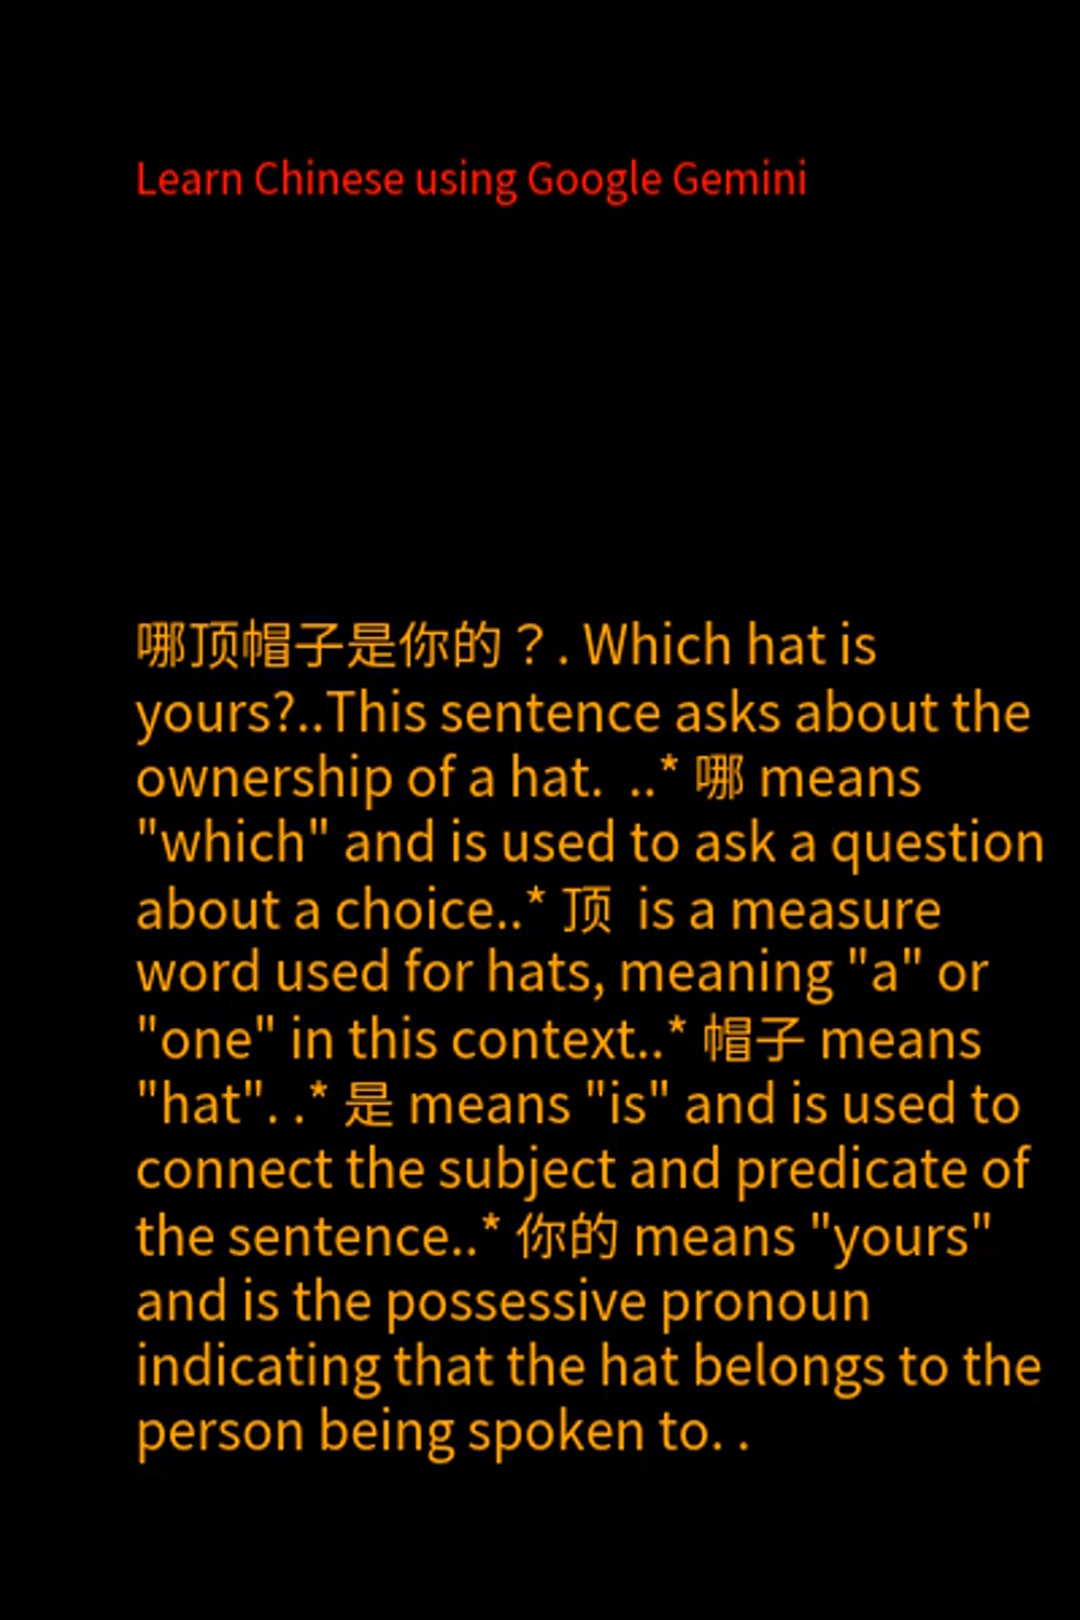 Learn Chinese using Google Gemini
哪顶帽子是你的？. Which hat is
yours?..This sentence asks about the
ownership of a hat.  ..* 哪 means
"which" and is used to ask a question
about a choice..* 顶  is a measure
word used for hats, meaning "a" or
"one" in this context..* 帽子 means
"hat". .* 是 means "is" and is used to
connect the subject and predicate of
the sentence..* 你的 means "yours"
and is the possessive pronoun
indicating that the hat belongs to the
person being spoken to. .